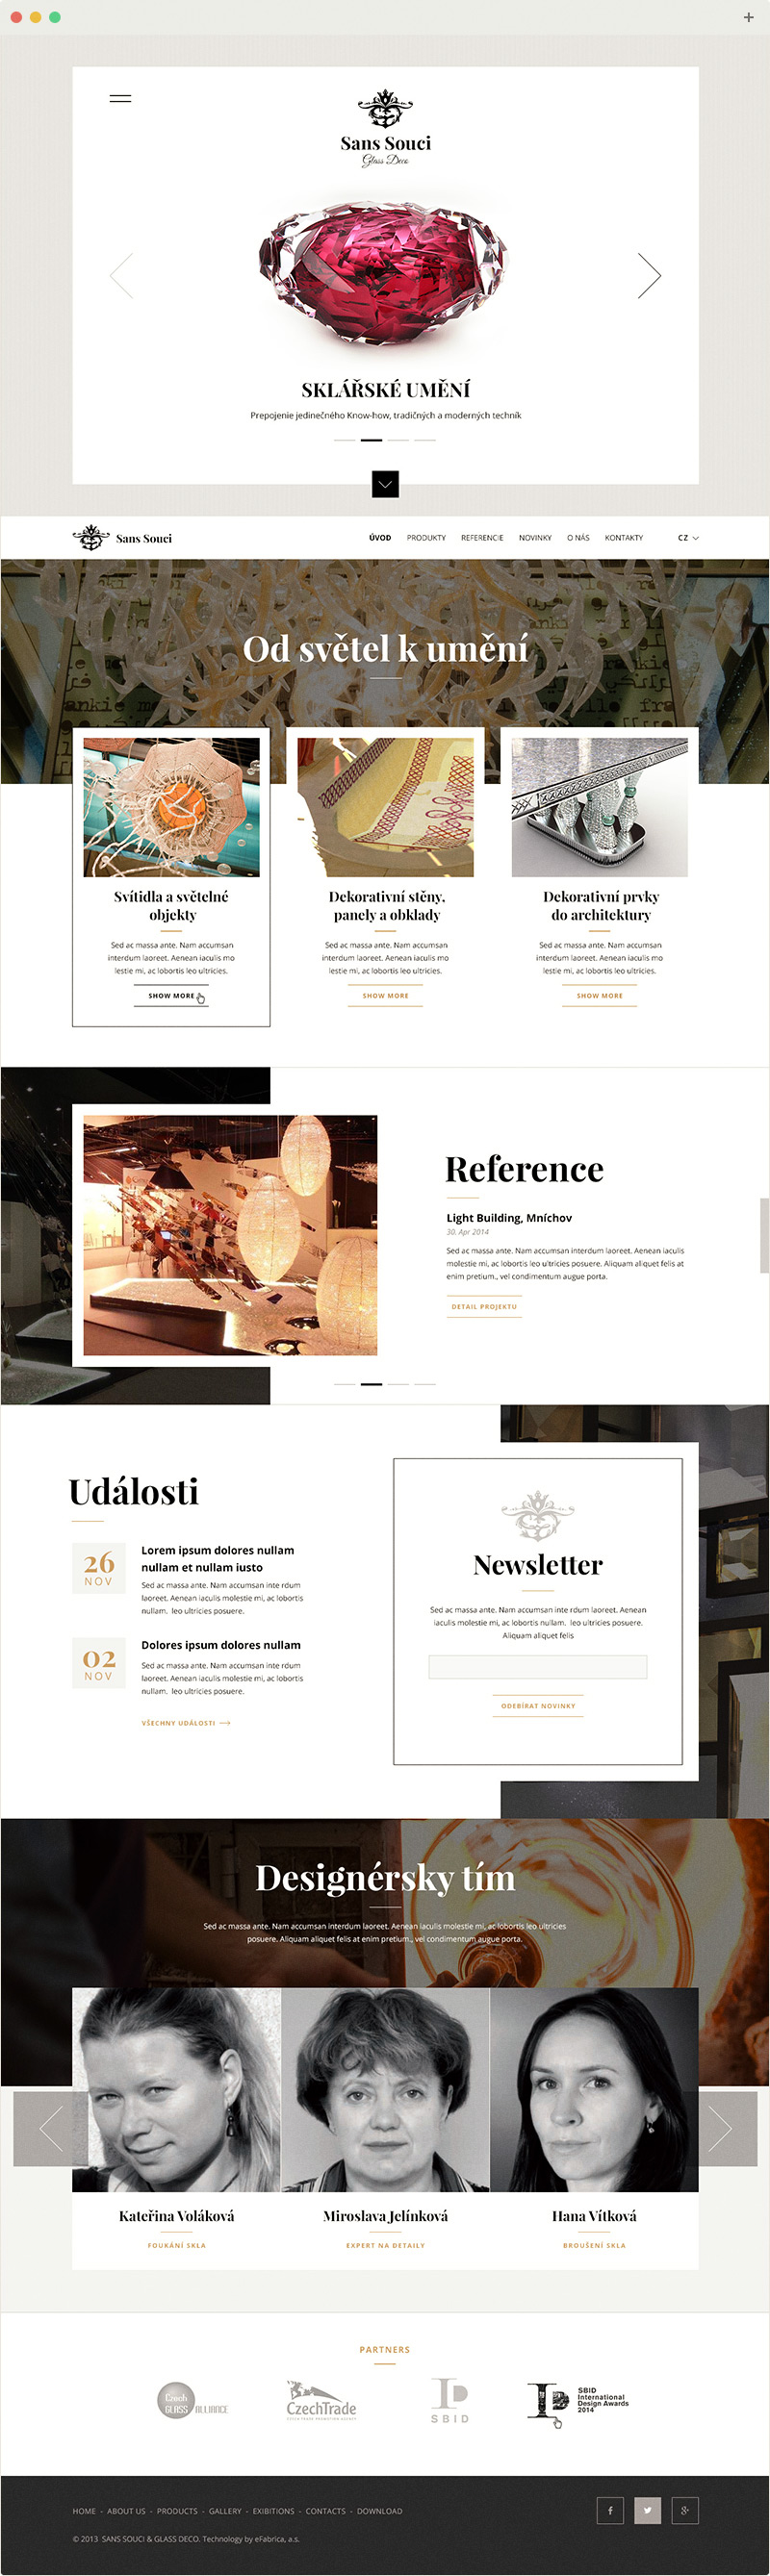 Sans Souci
Glass Deco
SKLÁŘSKÉ UMĚNÍ
Prepojenie jedinečného Know-how, tradičných a moderných techník
Sans Souci
ÚVOD PRODUKTY REFERENCIE NOVINKY O NÁS KONTAKTY CZ
Od světel k umění
Svítidla a světelné
objekty
Sed ac massa ante. Nam accumsan
interdum laoreet. Aenean iaculis mo
lestie mi, ac lobortis leo ultricies.
SHOW MORE
Dekorativní stěny,
panely a obklady
Sed ac massa ante. Nam accumsan
interdum laoreet. Aenean iaculis mo
lestie mi, ac lobortis leo ultricies.
SHOW MORE
Dekorativní prvky
do architektury
Sed ac massa ante. Nam accumsan
interdum laoreet. Aenean iaculis mo
lestie mi, ac lobortis leo ultricies.
SHOW MORE
Reference
Light Building, Mníchov
30. Apr 2014
Sed ac massa ante. Nam accumsan interdum laoreet. Aenean iaculis
molestie mi, ac lobortis leo ultricies posuere. Aliquam aliquet felis at
enim pretium., vel condimentum augue porta.
DETAIL PROJEKTU
Události
26
NOV
Lorem ipsum dolores nullam
nullam et nullam iusto
Sed ac massa ante. Nam accumsan inte rdum
laoreet. Aenean iaculis molestie mi, ac lobortis
nullam. leo ultricies posuere.
02
NOV
Dolores ipsum dolores nullam
Sed ac massa ante. Nam accumsan inte rdum
laoreet. Aenean iaculis molestie mi, ac lobortis
nullam. leo ultricies posuere.
VŠECHNY UDÁLOSTI
Newsletter
Sed ac massa ante. Nam accumsan inte rdum laoreet. Aenean
iaculis molestie mi, ac lobortis nullam. leo ultricies posuere.
Aliquam aliquet felis
ODEBÍRAT NOVINKY
Designérsky tím
Sed ac massa ante. Nam accumsan interdum laoreet. Aenean iaculis molestie mi, ac lobortis leo ultricies
posuere. Aliquam aliquet felis at enim pretium., vel condimentum augue porta.
Kateřina Voláková
FOUKÁNÍ SKLA
Miroslava Jelínková
EXPERT NA DETAILY
Hana Vítková
BROUŠENÍ SKLA
PARTNERS
Czech
GLASS ALLIANCE
CzechTrade
SBID
SBID
International
Design Awards
2014
HOME - ABOUT US - PRODUCTS - GALLERY - EXIBITIONS - CONTACTS - DOWNLOAD
© 2013 SANS SOUCI & GLASS DECO. Technology by eFabrica, a.s.